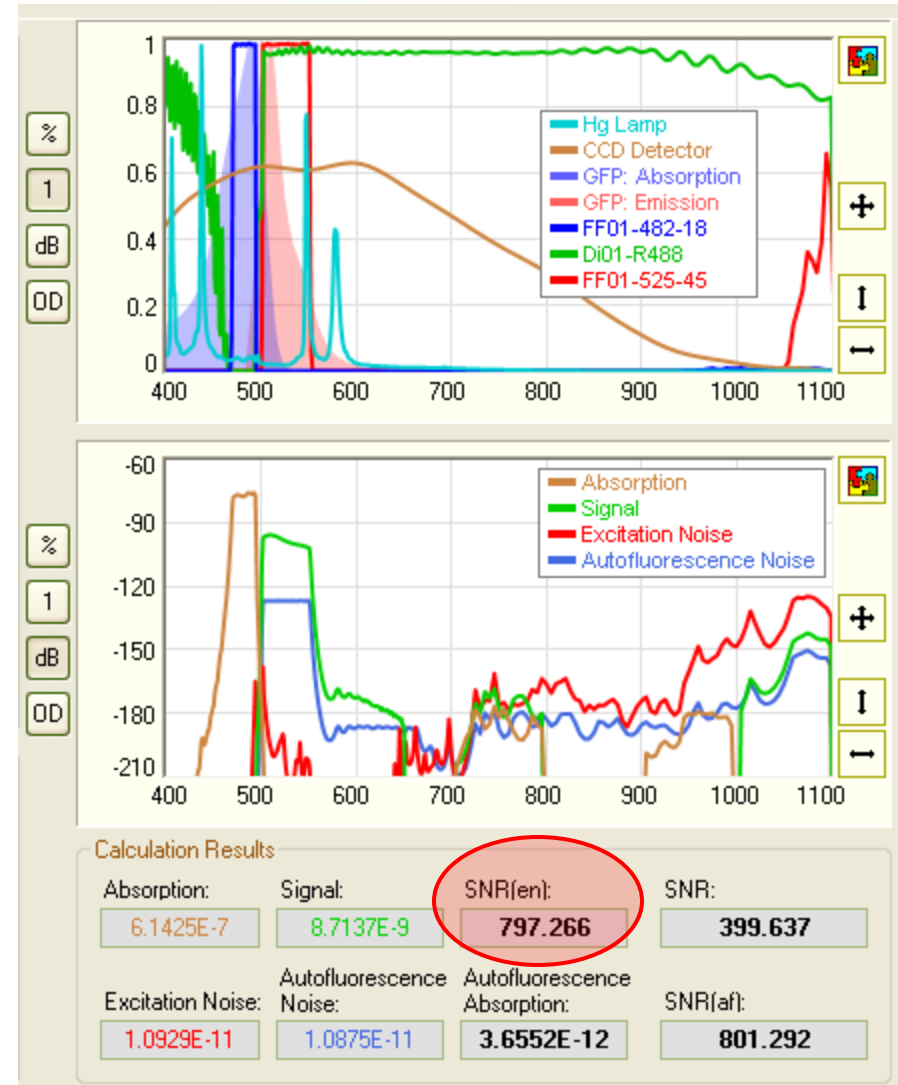 1
0.8
0.6
0.4
0.2
0
400 500 600 700 800 900 1000 1100
%
1
dB
OD
Hg Lamp
CCD Detector
GFP: Absorption
GFP: Emission
FF01-482-18
Di01-R488
FF01-525-45
-60
-90
-120
-150
-180
-210
400 500 600 700 800 900 1000 1100
%
1
dB
OD
Absorption
Signal
Excitation Noise
Autofluorescence Noise
Calculation Results
Absorption: Signal: SNR(en): SNR:
6.1425E-7 8.7137E-9 797.266 399.637
Excitation Noise: Autofluorescence Noise: Autofluorescence Absorption: SNR(af):
1.0929E-11 1.0875E-11 3.6552E-12 801.292